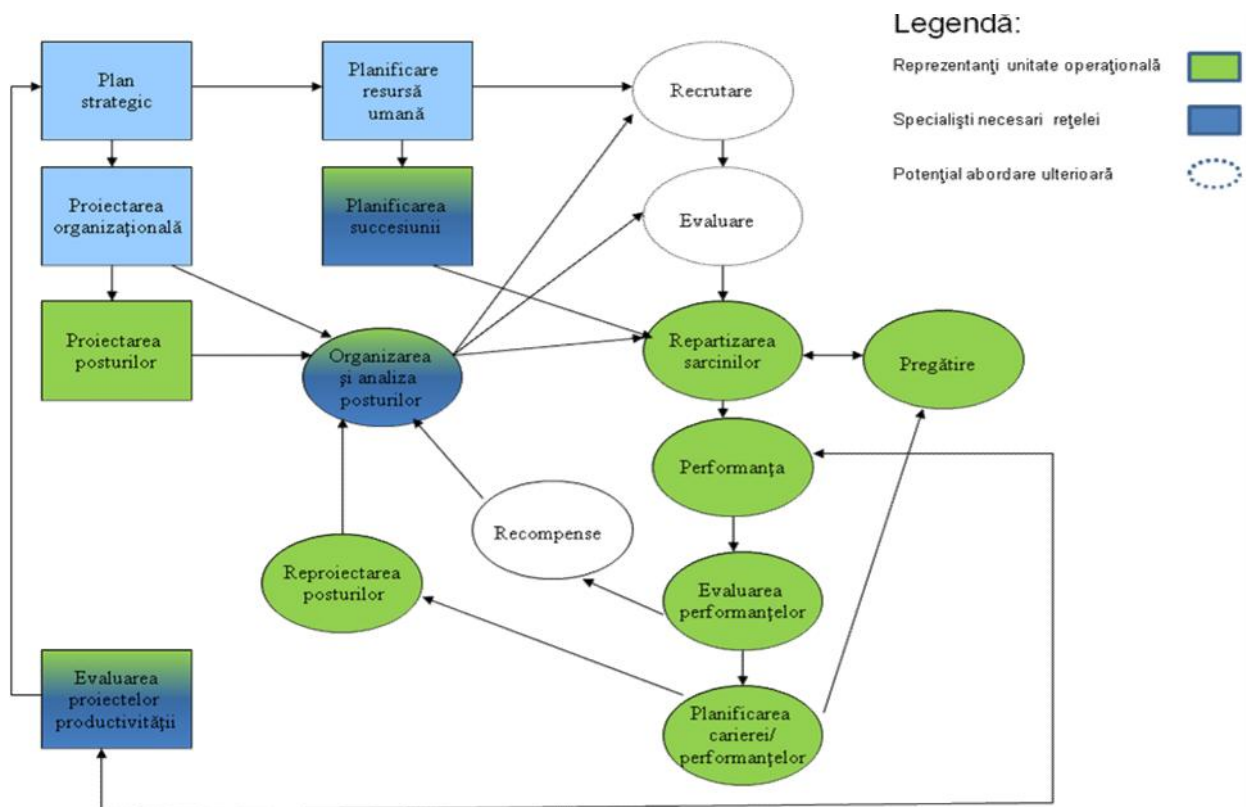 Legendă:
Reprezentanţi unitate operaţională
Specialişti necesari reţelei
Potenţial abordare ulterioară
Plan
strategic
Planificare
resursă
umană
Recrutare
Proiectarea
organizaţională
Planificarea
succesiunii
Evaluare
Proiectarea
posturilor
Organizarea
şi analiza
posturilor
Repartizarea
sarcinilor
Pregătire
Performanţa
Recompense
Reproiectarea
posturilor
Evaluarea
performanţelor
Evaluarea
proiectelor
productivităţii
Planificarea
carierei/
performanţelor